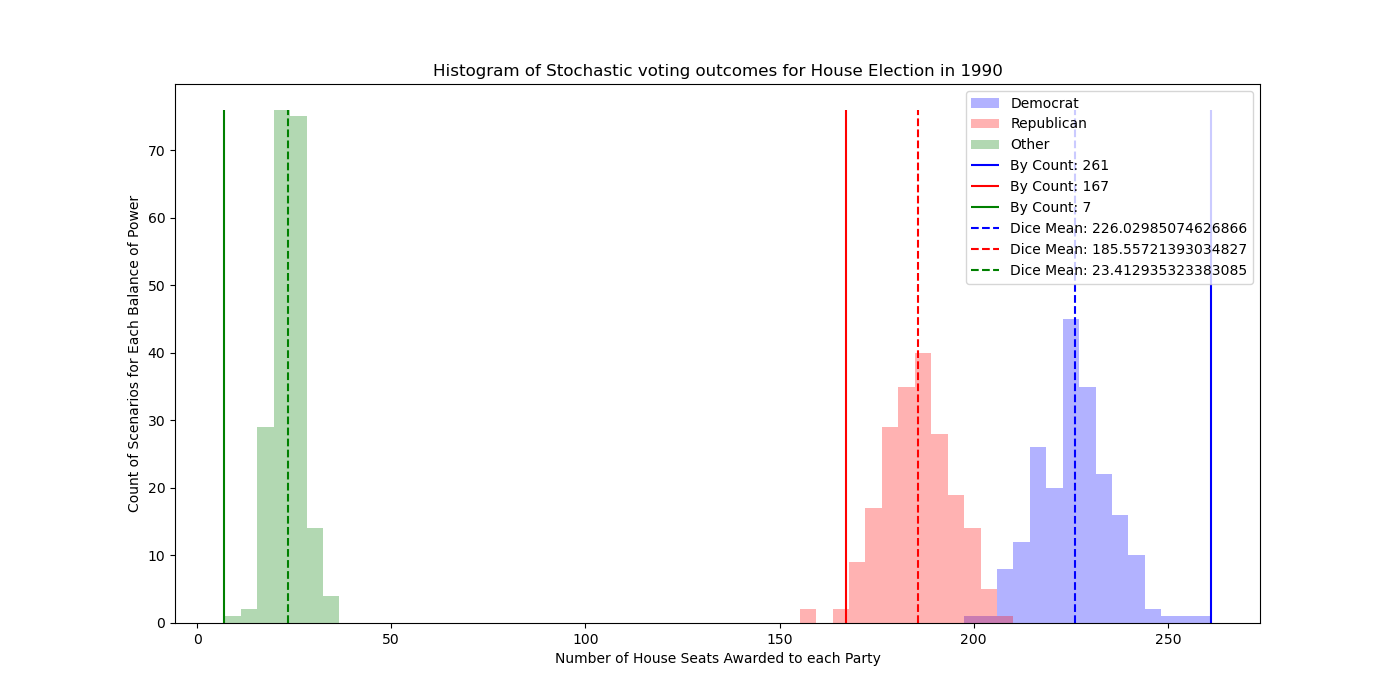 Histogram of Stochastic voting outcomes for House Election in 1990
Count of Scenarios for Each Balance of Power
70
60
50
40
30
20
10
0
Democrat
Republican
Other
By Count: 261
By Count: 167
By Count: 7
Dice Mean: 226.02985074626866
Dice Mean: 185.55721393034827
Dice Mean: 23.412935323383085
0 50 100 150 200 250
Number of House Seats Awarded to each Party